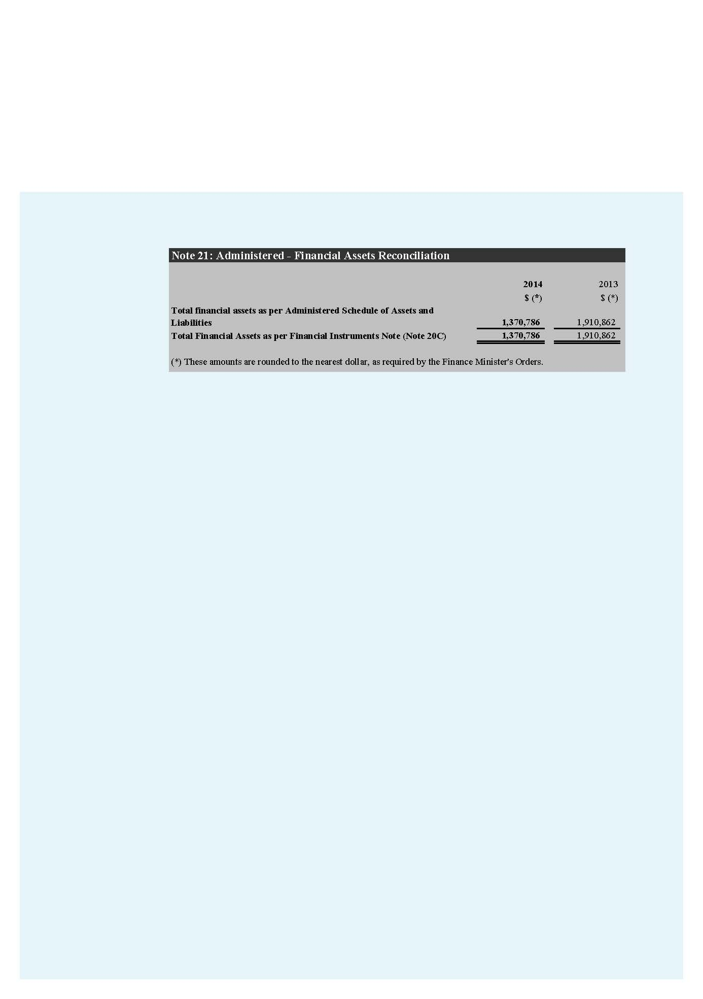 Note 21: Administered - Financial Assets Reconciliation
2014 2013
$ (*) $ (*)
Total financial assets as per Administered Schedule of Assets and
Liabilities 1,370,786 1,910,862
Total Financial Assets as per Financial Instruments Note (Note 20C) 1,370,786 1,910,862
(*) These amounts are rounded to the nearest dollar, as required by the Finance Minister's Orders.